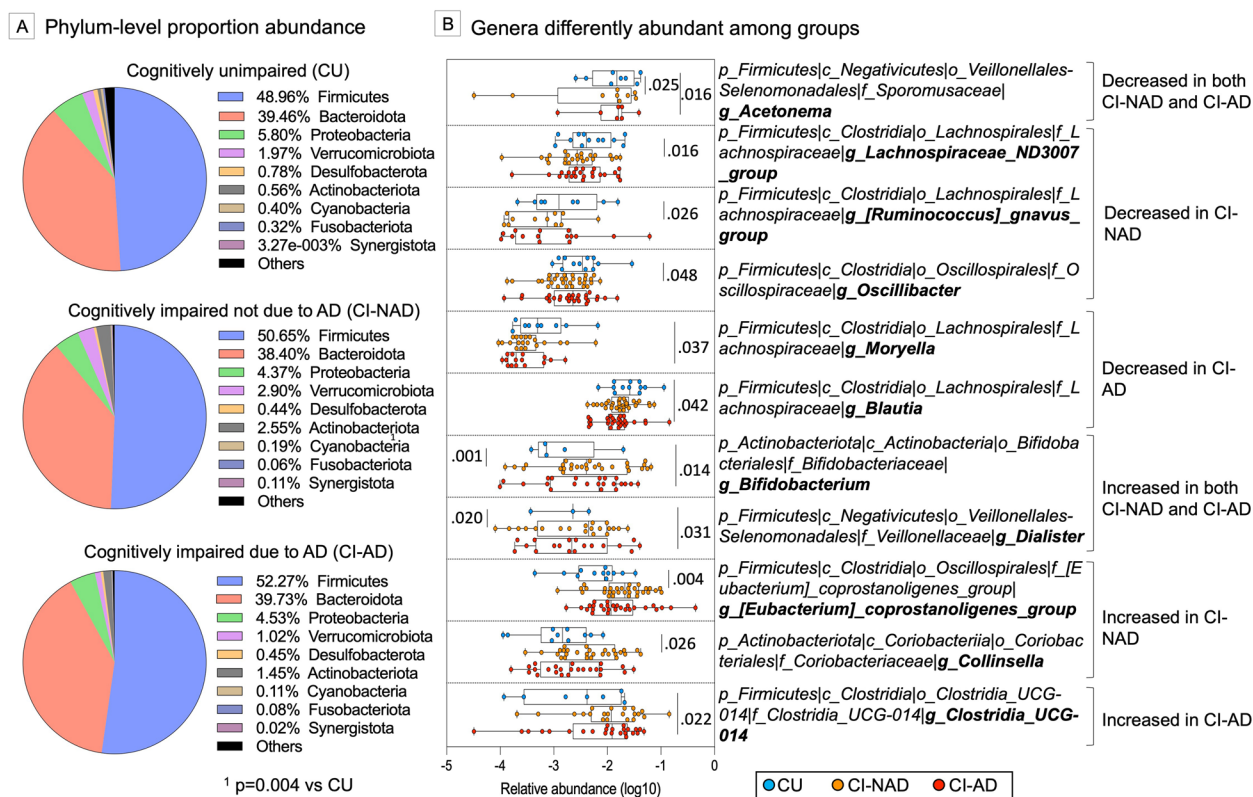 A Phylum-level proportion abundance
Cognitively unimpaired (CU)
48.96% Firmicutes
39.46% Bacteroidota
5.80% Proteobacteria
1.97% Verrucomicrobiota
0.78% Desulfobacterota
0.56% Actinobacteriota
0.40% Cyanobacteria
0.32% Fusobacteriota
3.27e-003% Synergistota
Others
Cognitively impaired not due to AD (CI-NAD)
50.65% Firmicutes
38.40% Bacteroidota
4.37% Proteobacteria
2.90% Verrucomicrobiota
0.44% Desulfobacterota
2.55% Actinobacteriota
1
0.19% Cyanobacteria
0.06% Fusobacteriota
0.11% Synergistota
Others
Cognitively impaired due to AD (CI-AD)
52.27% Firmicutes
39.73% Bacteroidota
4.53% Proteobacteria
1.02% Verrucomicrobiota
0.45% Desulfobacterota
1.45% Actinobacteriota
0.11% Cyanobacteria
0.08% Fusobacteriota
0.02% Synergistota
Others
1 p=0.004 vs CU
B Genera differently abundant among groups
.025
.016
p_Firmicutes|c_Negativicutes|o_Veillonellales-
Selenomonadales|f_Sporomusaceae|
g_Acetonema
Decreased in both
CI-NAD and CI-AD
.016
p_Firmicutes|c_Clostridia|o_Lachnospirales|f_L
achnospiraceae|g_Lachnospiraceae_ND3007
_group
.026
p_Firmicutes|c_Clostridia|o_Lachnospirales|f_L
achnospiraceae|g_[Ruminococcus]_gnavus_
group
Decreased in CI-
NAD
.048
p_Firmicutes|c_Clostridia|o_Oscillospirales|f_O
scillospiraceae|g_Oscillibacter
.037
p_Firmicutes|c_Clostridia|o_Lachnospirales|f_L
achnospiraceae|g_Moryella
Decreased in CI-
AD
.042
p_Firmicutes|c_Clostridia|o_Lachnospirales|f_L
achnospiraceae|g_Blautia
.001
.014
p_Actinobacteriota|c_Actinobacteria|o_Bifidoba
cteriales|f_Bifidobacteriaceae|
g_Bifidobacterium
Increased in both
CI-NAD and CI-AD
.020
.031
p_Firmicutes|c_Negativicutes|o_Veillonellales-
Selenomonadales|f_Veillonellaceae|g_Dialister
.004
p_Firmicutes|c_Clostridia|o_Oscillospirales|f_[E
ubacterium]_coprostanoligenes_group|
g_[Eubacterium]_coprostanoligenes_group
Increased in CI-
NAD
.026
p_Actinobacteriota|c_Coriobacteriia|o_Coriobac
teriales|f_Coriobacteriaceae|g_Collinsella
.022
p_Firmicutes|c_Clostridia|o_Clostridia_UCG-
014|f_Clostridia_UCG-014|g_Clostridia_UCG-
014
Increased in CI-AD
-5 -4 -3 -2 -1 0
Relative abundance (log10)
CU CI-NAD CI-AD